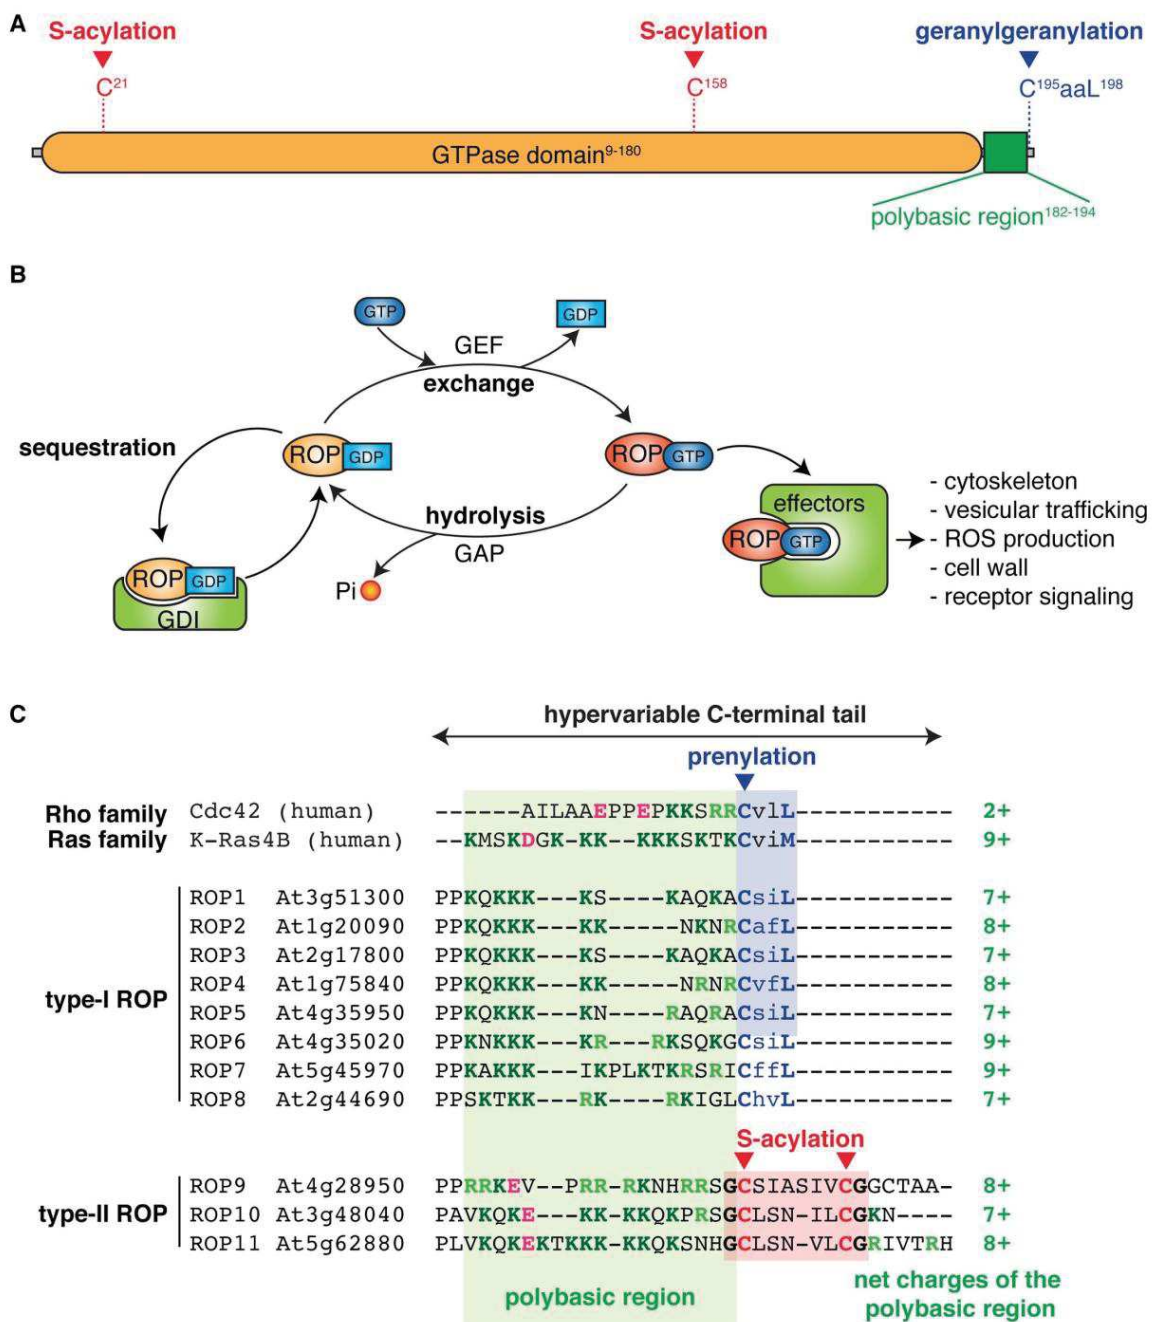 A
S-acylation S-acylation geranylgeranylation
C21 C158 C195aaL198
GTPase domain9-180
polybasic region182-194
B
GTP GDP
GEF
exchange
sequestration
ROP GDP ROP GTP
effectors
hydrolysis
GAP
ROP GTP
Pi
ROP GDP
GDI
- cytoskeleton
- vesicular trafficking
- ROS production
- cell wall
- receptor signaling
C
hypervariable C-terminal tail
prenylation
Rho family Cdc42 (human) ------AILAAEPPEPKKSRRCvlL----------- 2+
Ras family K-Ras4B (human) --KMSKDGK-KK--KKKSKTKCviM----------- 9+
type-I ROP
ROP1 At3g51300 PPKQKKK---KS----KAQKACsiL----------- 7+
ROP2 At1g20090 PPKQKKK---KK-----NKNRCafL----------- 8+
ROP3 At2g17800 PPKQKKK---KS----KAQKACsiL----------- 7+
ROP4 At1g75840 PPKQKKK---KK-----NRNRCvfL----------- 8+
ROP5 At4g35950 PPKQKKK---KN----RAQRACsiL----------- 7+
ROP6 At4g35020 PPKNKKK---KR---RKSQKGCsiL----------- 9+
ROP7 At5g45970 PPKAKKK---IKPLKTKRSRICffL----------- 9+
ROP8 At2g44690 PPSKTKK---RK----RKIGLChvL----------- 7+
S-acylation
type-II ROP
ROP9 At4g28950 PPRRKEV--PRR-RKNHRRSGCSIASIVCGGCTAA- 8+
ROP10 At3g48040 PAVKQKE---KK-KKQKPRSGCLSN-ILCGKN---- 7+
ROP11 At5g62880 PLVKQKEKTKKK-KKQKSNHGCLSN-VLCGRIVTRH 8+
polybasic region
net charges of the
polybasic region